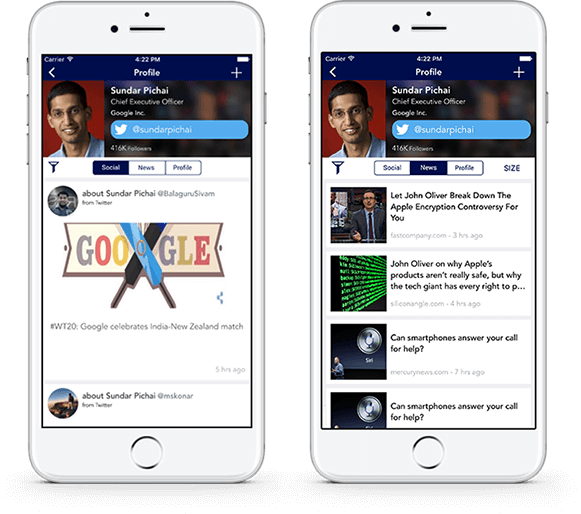 Carrier
4:22 PM
Profile
Sundar Pichai
Chief Executive Officer
Google Inc.
@sundarpichai
416K Followers
Social
News
Profile
about Sundar Pichai @BalaguruSivam
from Twitter
GOOGLE
#WT20: Google celebrates India-New Zealand match
5 hrs ago
about Sundar Pichai @mskonar
from Twitter
Carrier
4:22 PM
Profile
Sundar Pichai
Chief Executive Officer
Google Inc.
@sundarpichai
416K Followers
Social
News
Profile
SIZE
Let John Oliver Break Down The
Apple Encryption Controversy For
You
fastcompany.com - 3 hrs ago
John Oliver on why Apple's
products aren't really safe, but why
the tech giant has every right to p...
siliconangle.com - 4 hrs ago
Siri
Can smartphones answer your call
for help?
mercurynews.com - 7 hrs ago
Siri
Can smartphones answer your call
for help?